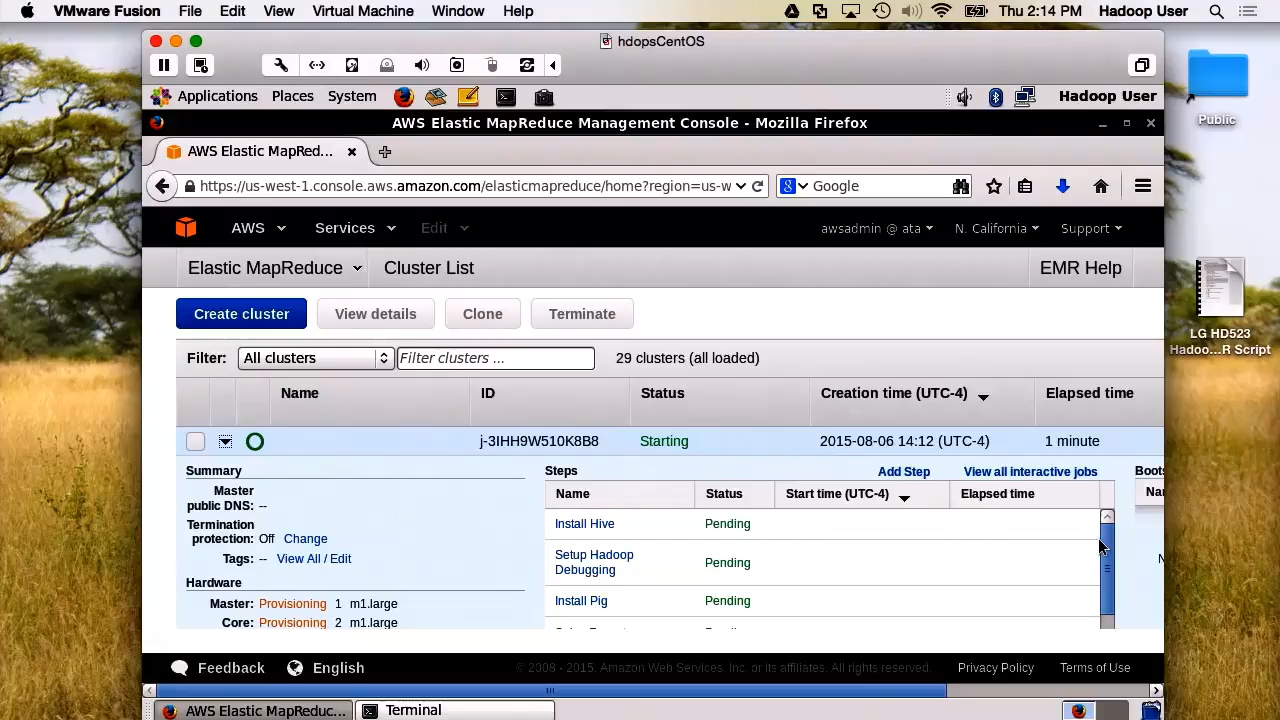 VMware Fusion File Edit View Virtual Machine Window Help Thu 2:14 PM Hadoop User
hdopsCentOS
Applications Places System Hadoop User
AWS Elastic MapReduce Management Console - Mozilla Firefox
AWS Elastic MapRed...
https://us-west-1.console.aws.amazon.com/elasticmapreduce/home?region=us-w Google
AWS Services Edit awsadmin @ ata N. California Support
Elastic MapReduce Cluster List EMR Help
Create cluster View details Clone Terminate
Filter: All clusters Filter clusters ... 29 clusters (all loaded)
Name ID Status Creation time (UTC-4) Elapsed time
j-3IHH9W510K8B8 Starting 2015-08-06 14:12 (UTC-4) 1 minute
Summary
Master
public DNS: --
Termination
protection: Off Change
Tags: -- View All / Edit
Hardware
Master: Provisioning 1 m1.large
Core: Provisioning 2 m1.large
Steps Add Step View all interactive jobs
Name Status Start time (UTC-4) Elapsed time
Install Hive Pending
Setup Hadoop
Debugging Pending
Install Pig Pending
Feedback English © 2008 - 2015, Amazon Web Services, Inc. or its affiliates. All rights reserved. Privacy Policy Terms of Use
AWS Elastic MapReduc... Terminal
Public
LG HD523
Hadoo...R Script